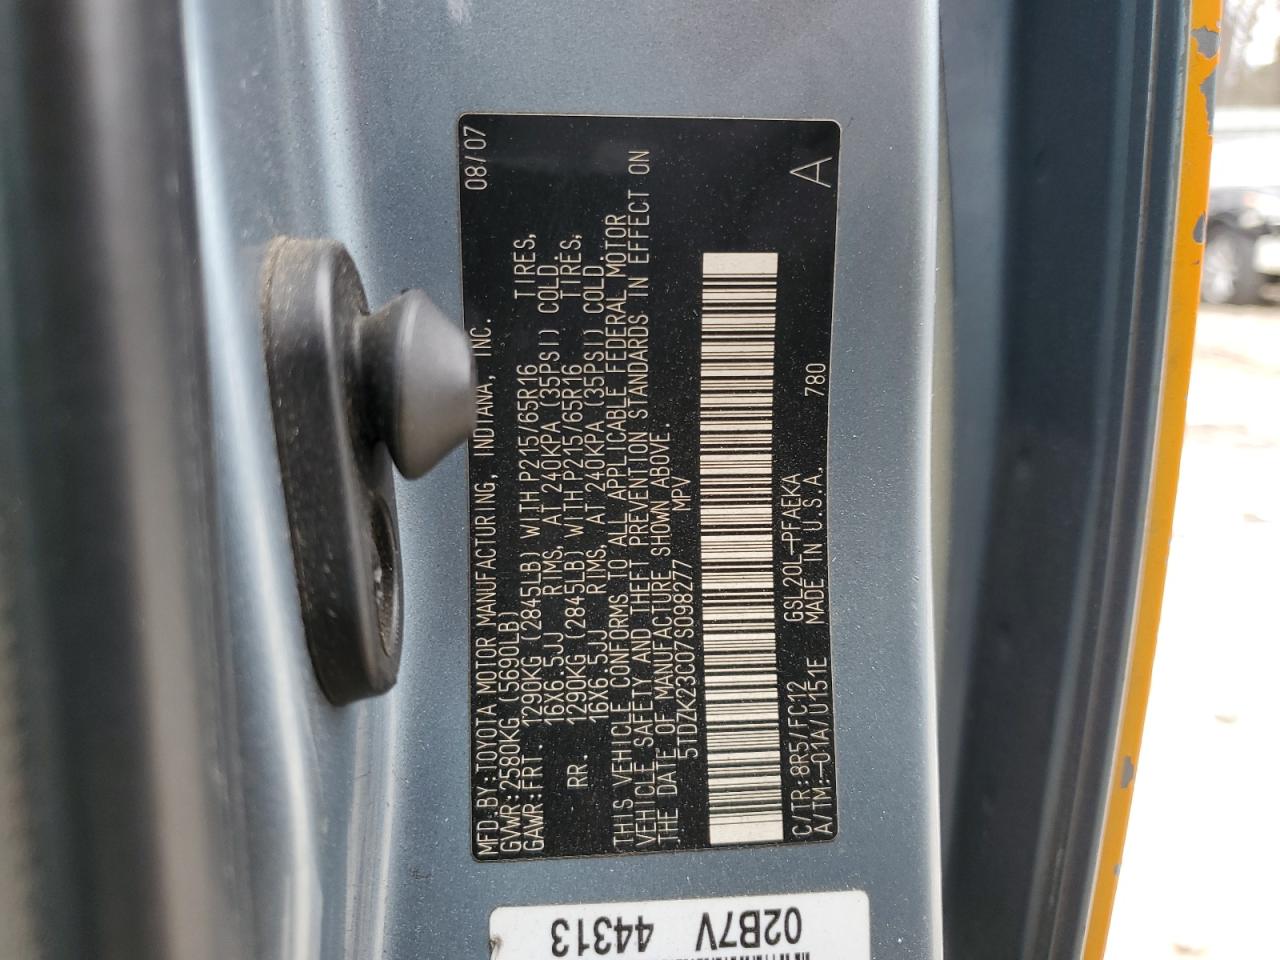 MFD.BY:TOYOTA MOTOR MANUFACTURING, INDIANA, INC. 08/07
GVWR:2580KG (5690LB)
GAWR:FRT. 1290KG (2845LB) WITH P215/65R16 TIRES,
16X6.5JJ RIMS, AT 240KPA (35PSI) COLD.
RR. 1290KG (2845LB) WITH P215/65R16 TIRES,
16X6.5JJ RIMS, AT 240KPA (35PSI) COLD.
THIS VEHICLE CONFORMS TO ALL APPLICABLE FEDERAL MOTOR
VEHICLE SAFETY AND THEFT PREVENTION STANDARDS IN EFFECT ON
THE DATE OF MANUFACTURE SHOWN ABOVE.
5TDZK23C07S098277 MPV
C/TR:8R5/FC12 GSL20L-PFAEKA
A/TM:-01A/U151E MADE IN U.S.A. 780 A
02B7V 44313